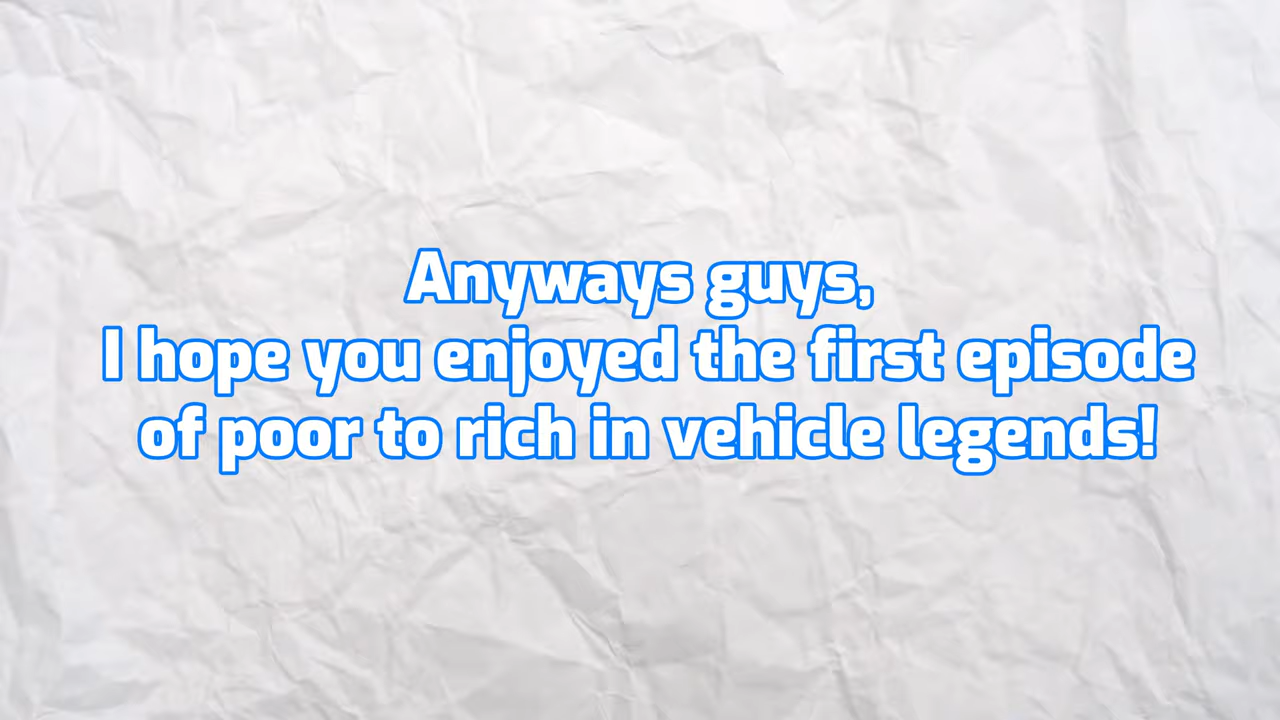 Anyways guys,
I hope you enjoyed the first episode
of poor to rich in vehicle legends!